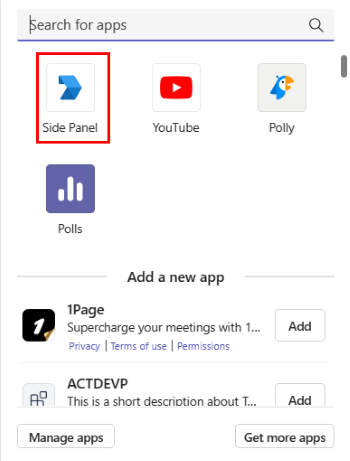 Search for apps
Side Panel
YouTube
Polly
Polls
Add a new app
1Page
Supercharge your meetings with 1...
Add
Privacy | Terms of use | Permissions
ACTDEVP
This is a short description about T...
Add
Manage apps
Get more apps